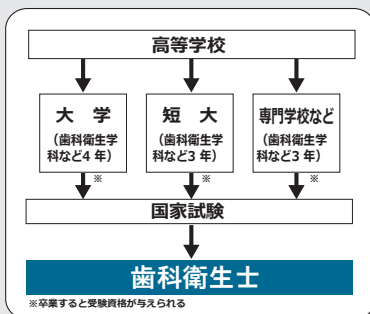 高等学校
大学
（歯科衛生学
科など4 年）
※
短大
（歯科衛生学
科など3 年）
※
専門学校など
（歯科衛生学
科など3 年）
※
国家試験
歯科衛生士
※卒業すると受験資格が与えられる